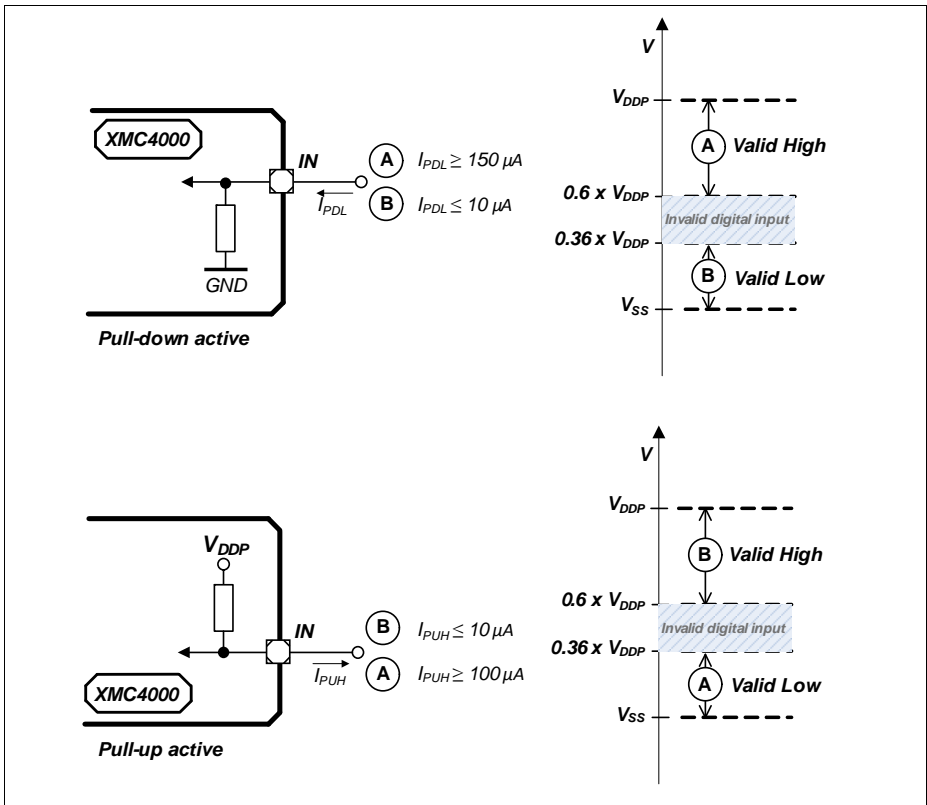 XMC4000
IN
I_PDL
GND
Pull-down active
A I_PDL ≥ 150 µA
B I_PDL ≤ 10 µA
V
V_DDP
A Valid High
0.6 x V_DDP
Invalid digital input
0.36 x V_DDP
B Valid Low
V_SS
V_DDP
IN
I_PUH
XMC4000
Pull-up active
B I_PUH ≤ 10 µA
A I_PUH ≥ 100 µA
V
V_DDP
B Valid High
0.6 x V_DDP
Invalid digital input
0.36 x V_DDP
A Valid Low
V_SS